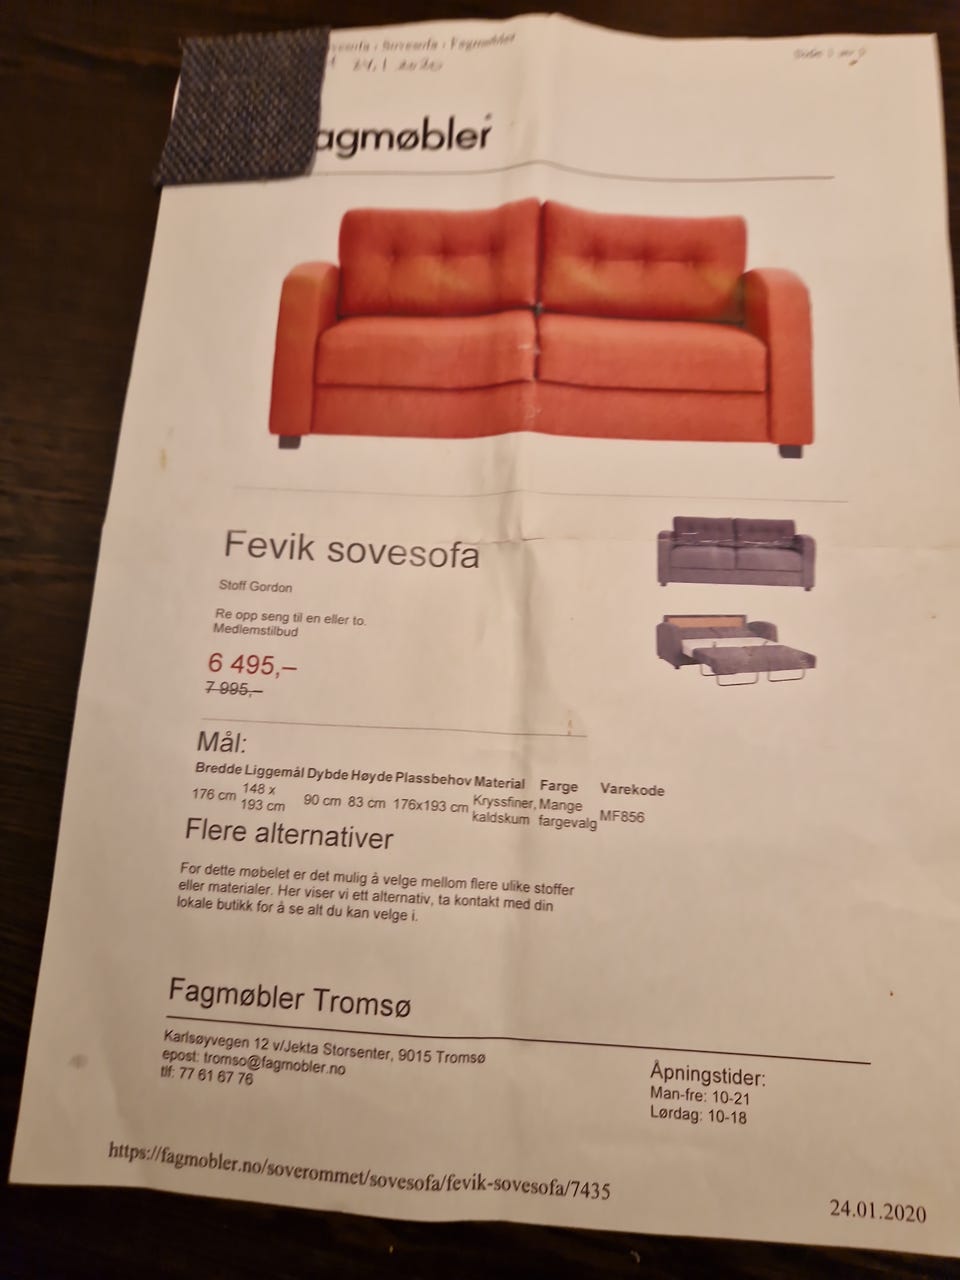 Sovesofa - Fagmøbler
agmøbler
Fevik sovesofa
Stoff Gordon
Re opp seng til en eller to.
Medlemstilbud
6 495,–
7 995,–
Mål:
Bredde Liggemål Dybde Høyde Plassbehov Material Farge Varekode
176 cm 148 x 193 cm 90 cm 83 cm 176x193 cm Kryssfiner, kaldskum Mange fargevalg MF856
Flere alternativer
For dette møbelet er det mulig å velge mellom flere ulike stoffer
eller materialer. Her viser vi ett alternativ, ta kontakt med din
lokale butikk for å se alt du kan velge i.
Fagmøbler Tromsø
Karlsøyvegen 12 v/Jekta Storsenter, 9015 Tromsø
epost: tromso@fagmobler.no
tlf: 77 61 67 76
Åpningstider:
Man-fre: 10-21
Lørdag: 10-18
https://fagmobler.no/soverommet/sovesofa/fevik-sovesofa/7435
24.01.2020